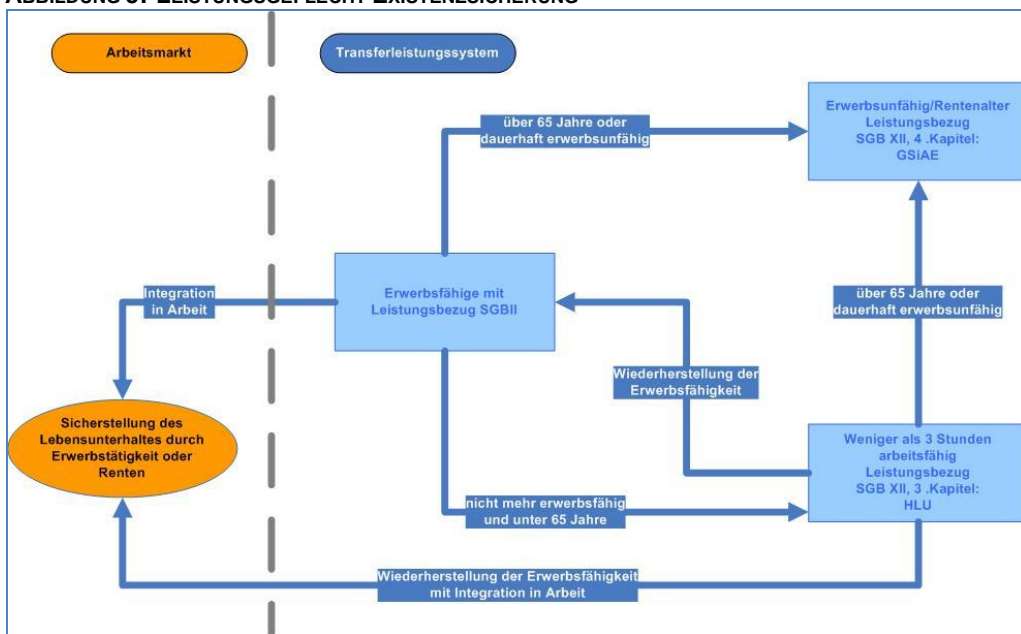 Arbeitsmarkt
Transferleistungssystem
über 65 Jahre oder
dauerhaft erwerbsunfähig
Erwerbsunfähig/Rentenalter
Leistungsbezug
SGB XII, 4 .Kapitel:
GSiAE
Integration
in Arbeit
Erwerbsfähige mit
Leistungsbezug SGBII
über 65 Jahre oder
dauerhaft erwerbsunfähig
Wiederherstellung der
Erwerbsfähigkeit
Sicherstellung des
Lebensunterhaltes durch
Erwerbstätigkeit oder
Renten
Weniger als 3 Stunden
arbeitsfähig
Leistungsbezug
SGB XII, 3 .Kapitel:
HLU
nicht mehr erwerbsfähig
und unter 65 Jahre
Wiederherstellung der Erwerbsfähigkeit
mit Integration in Arbeit